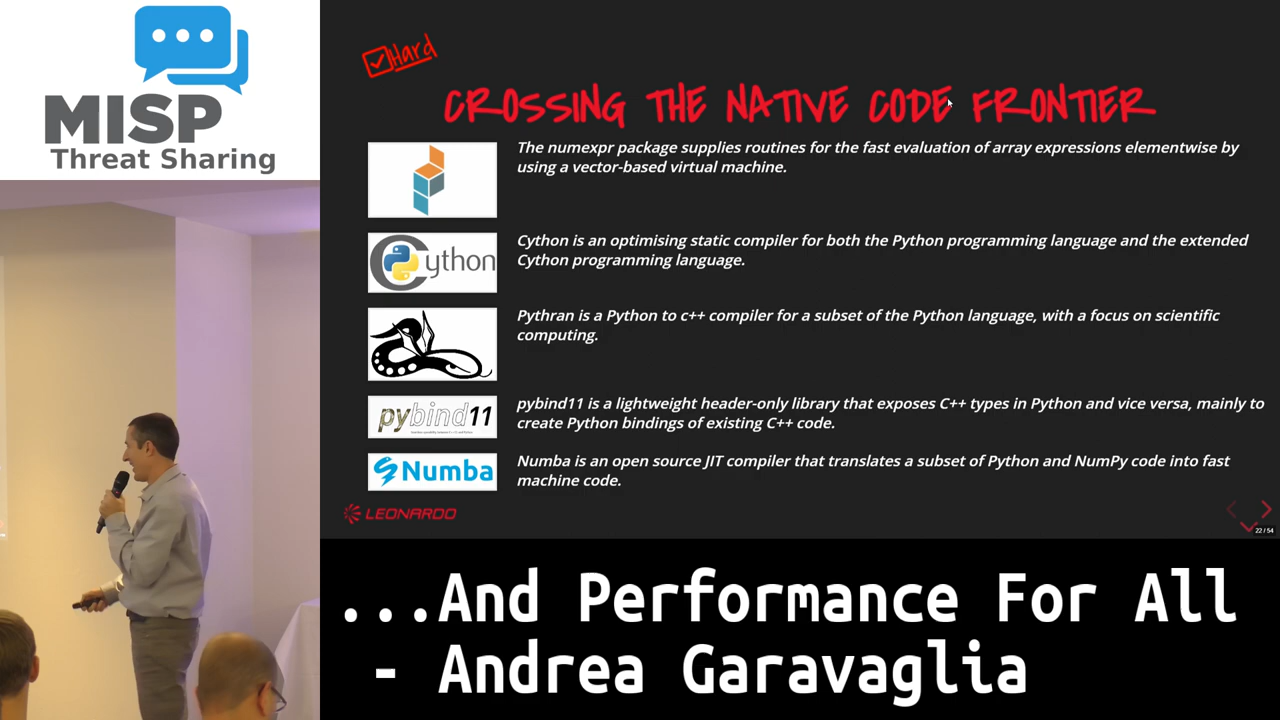 MISP
Threat Sharing
Hard
CROSSING THE NATIVE CODE FRONTIER
The numexpr package supplies routines for the fast evaluation of array expressions elementwise by
using a vector-based virtual machine.
Cython
Cython is an optimising static compiler for both the Python programming language and the extended
Cython programming language.
Pythran is a Python to c++ compiler for a subset of the Python language, with a focus on scientific
computing.
pybind11
pybind11 is a lightweight header-only library that exposes C++ types in Python and vice versa, mainly to
create Python bindings of existing C++ code.
Numba
Numba is an open source JIT compiler that translates a subset of Python and NumPy code into fast
machine code.
LEONARDO
22 / 54
...And Performance For All
- Andrea Garavaglia